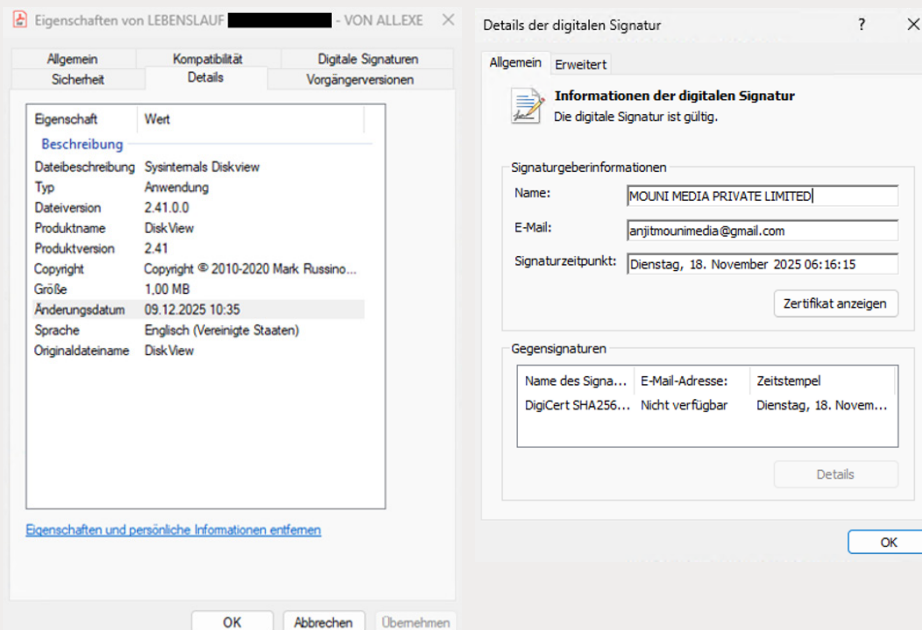 Eigenschaften von LEBENSLAUF - VON ALL.EXE
Allgemein Kompatibilität Digitale Signaturen
Sicherheit Details Vorgängerversionen
Eigenschaft Wert
Beschreibung
Dateibeschreibung Sysinternals Diskview
Typ Anwendung
Dateiversion 2.41.0.0
Produktname DiskView
Produktversion 2.41
Copyright Copyright © 2010-2020 Mark Russino...
Größe 1,00 MB
Änderungsdatum 09.12.2025 10:35
Sprache Englisch (Vereinigte Staaten)
Originaldateiname DiskView
Eigenschaften und persönliche Informationen entfernen
OK Abbrechen Übernehmen
Details der digitalen Signatur ?
Allgemein Erweitert
Informationen der digitalen Signatur
Die digitale Signatur ist gültig.
Signaturgeberinformationen
Name: MOUNI MEDIA PRIVATE LIMITED
E-Mail: anjitmounimedia@gmail.com
Signaturzeitpunkt: Dienstag, 18. November 2025 06:16:15
Zertifikat anzeigen
Gegensignaturen
Name des Signa... E-Mail-Adresse: Zeitstempel
DigiCert SHA256... Nicht verfügbar Dienstag, 18. Novem...
Details
OK